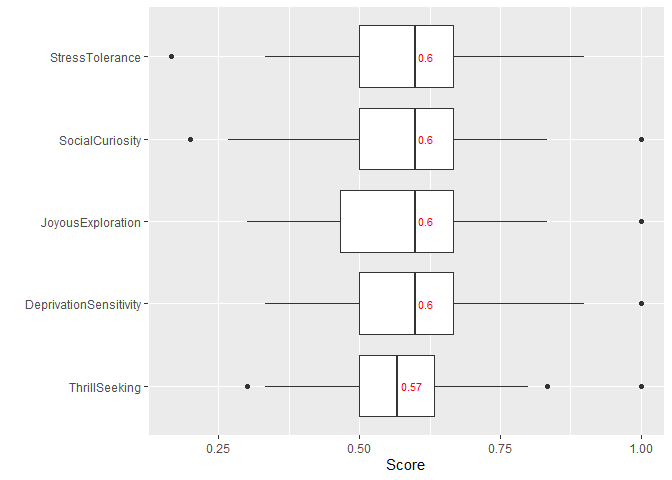 StressTolerance
0.6
SocialCuriosity
0.6
JoyousExploration
0.6
DeprivationSensitivity
0.6
ThrillSeeking
0.57
0.25 0.50 0.75 1.00
Score